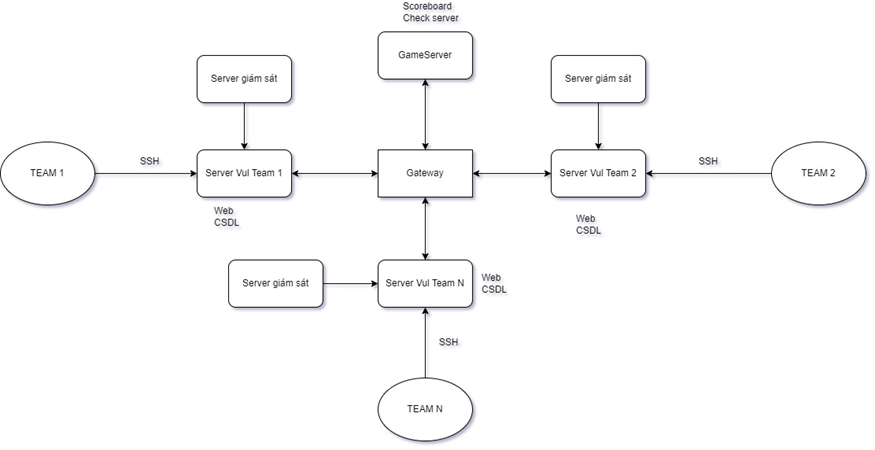 Scoreboard
Check server
GameServer
Server giám sát
Server giám sát
TEAM 1
SSH
Server Vul Team 1
Gateway
Server Vul Team 2
SSH
TEAM 2
Web
CSDL
Web
CSDL
Server giám sát
Server Vul Team N
Web
CSDL
SSH
TEAM N